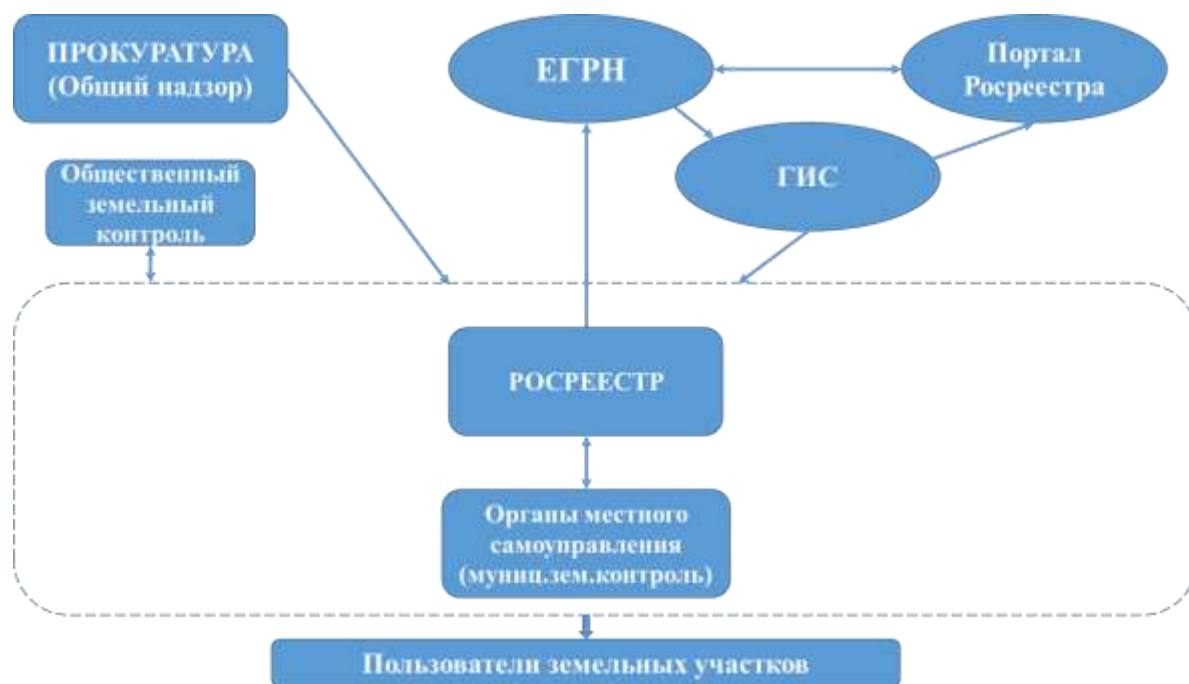 ПРОКУРАТУРА
(Общий надзор)
ЕГРН
Портал
Росреестра
Общественный
земельный
контроль
ГИС
РОСРЕЕСТР
Органы местного
самоуправления
(муниц.зем.контроль)
Пользователи земельных участков